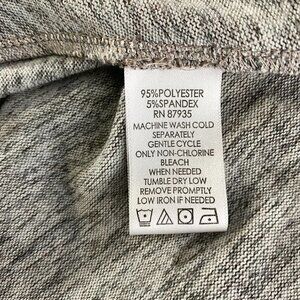 95%POLYESTER
5%SPANDEX
RN 87935
MACHINE WASH COLD
SEPARATELY
GENTLE CYCLE
ONLY NON-CHLORINE
BLEACH
WHEN NEEDED
TUMBLE DRY LOW
REMOVE PROMPTLY
LOW IRON IF NEEDED